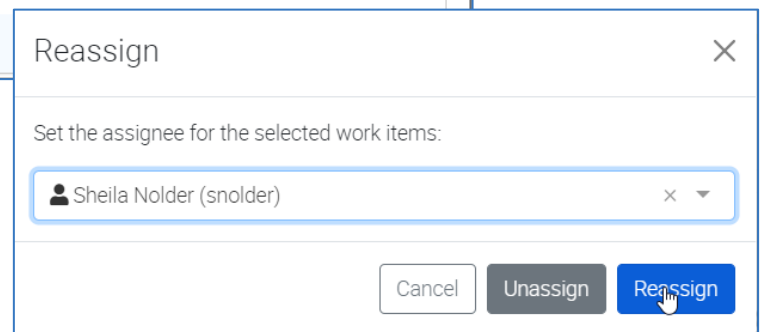 Reassign
Set the assignee for the selected work items:
Sheila Nolder (snolder)
Cancel Unassign Reassign